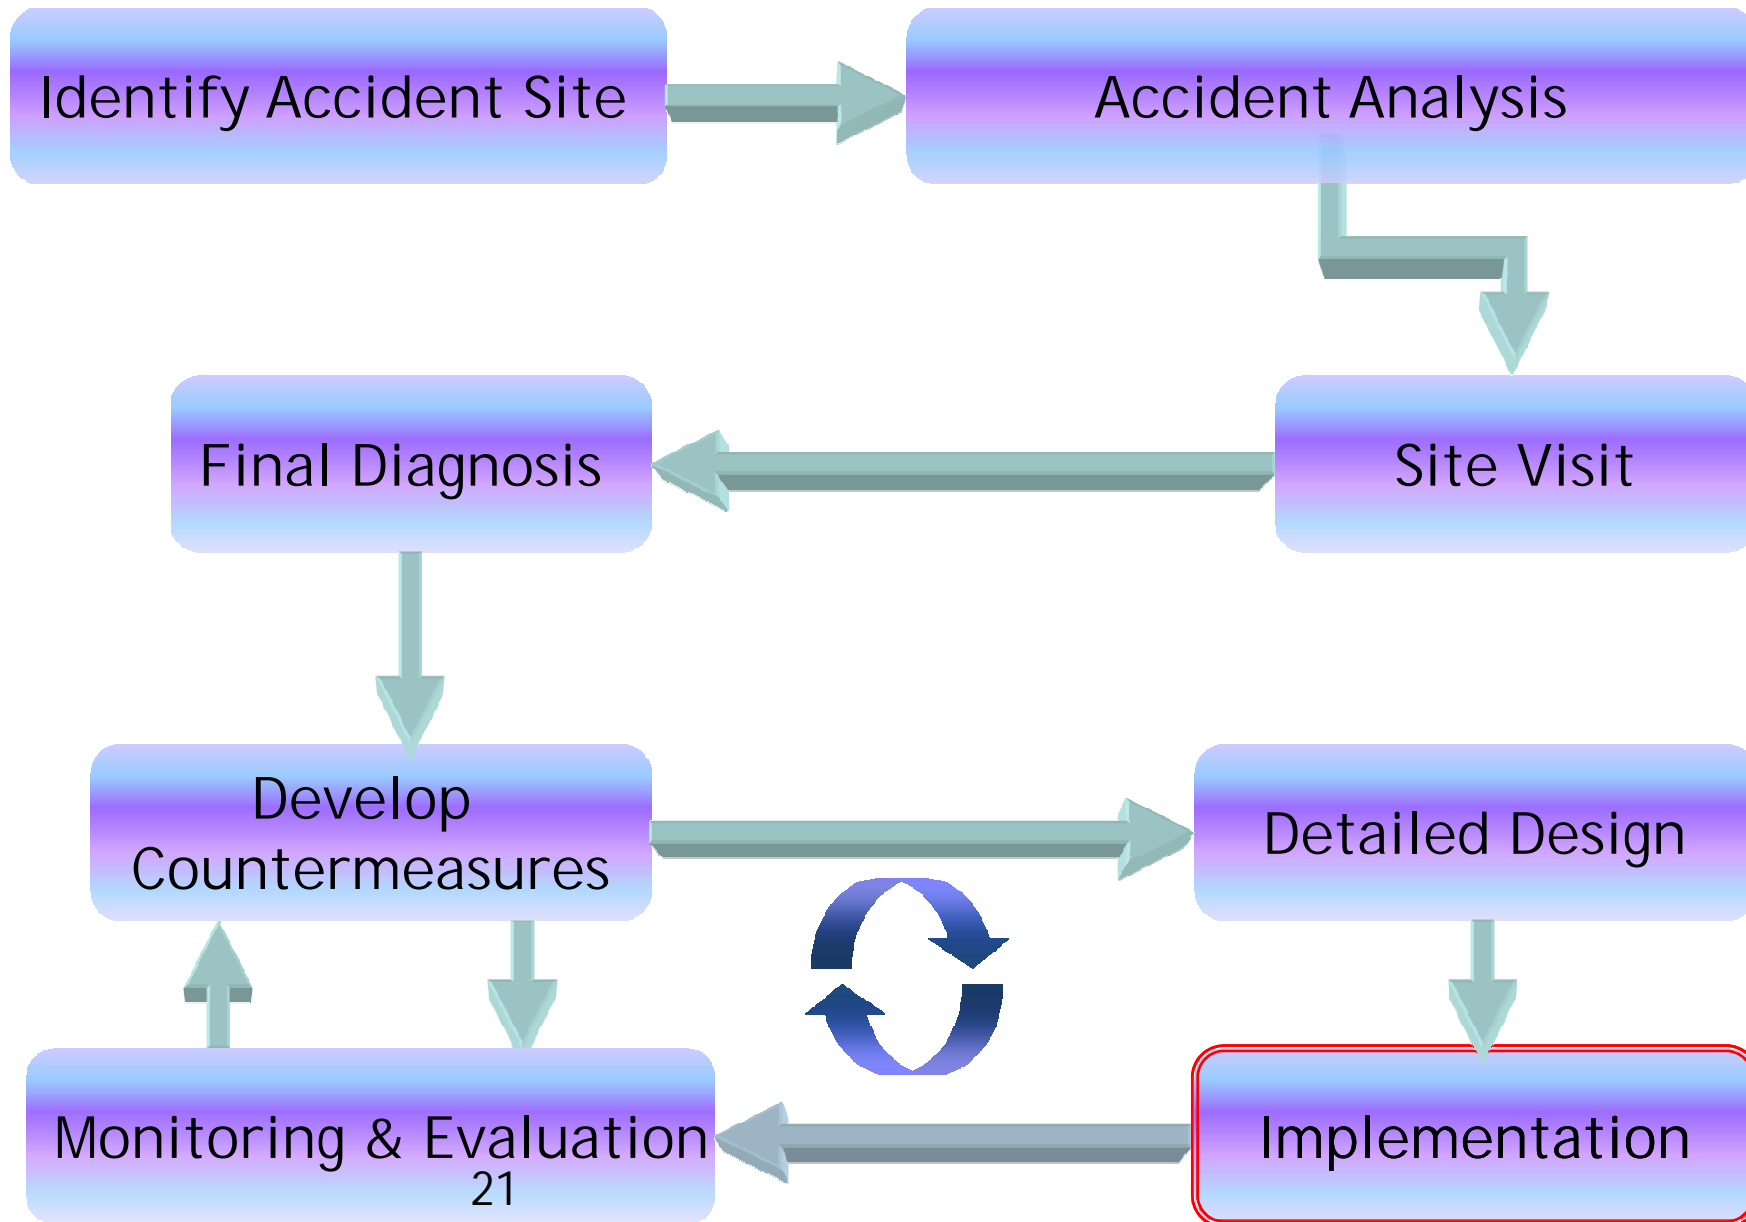 Identify Accident Site
Accident Analysis
Final Diagnosis
Site Visit
Develop
Countermeasures
Detailed Design
Monitoring & Evaluation
21
Implementation